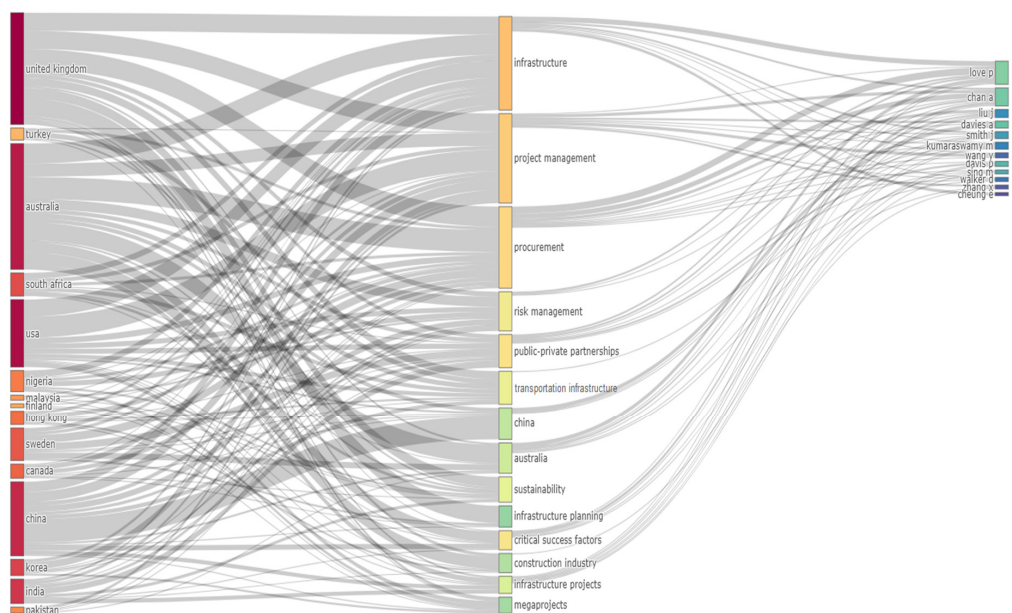 united kingdom
turkey
australia
south africa
usa
nigeria
malaysia
finland
hong kong
sweden
canada
china
korea
india
pakistan
infrastructure
project management
procurement
risk management
public-private partnerships
transportation infrastructure
china
australia
sustainability
infrastructure planning
critical success factors
construction industry
infrastructure projects
megaprojects
love p
chan a
liu j
davies a
smith j
kumaraswamy m
wang y
davis p
sing m
walker d
zhang x
cheung e